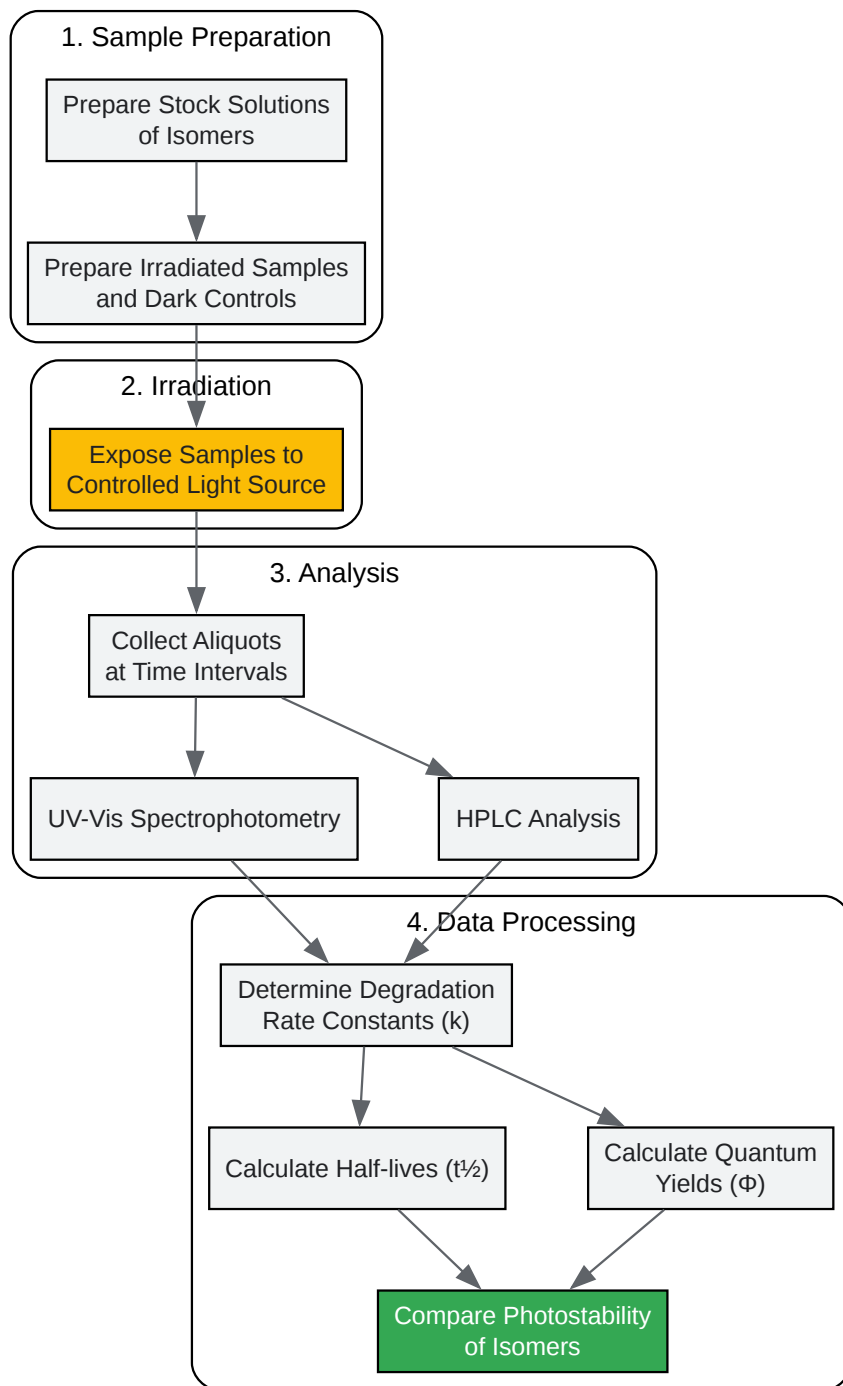 1. Sample Preparation
Prepare Stock Solutions
of Isomers
Prepare Irradiated Samples
and Dark Controls
2. Irradiation
Expose Samples to
Controlled Light Source
3. Analysis
Collect Aliquots
at Time Intervals
UV-Vis Spectrophotometry
HPLC Analysis
4. Data Processing
Determine Degradation
Rate Constants (k)
Calculate Half-lives (t½)
Calculate Quantum
Yields (Φ)
Compare Photostability
of Isomers